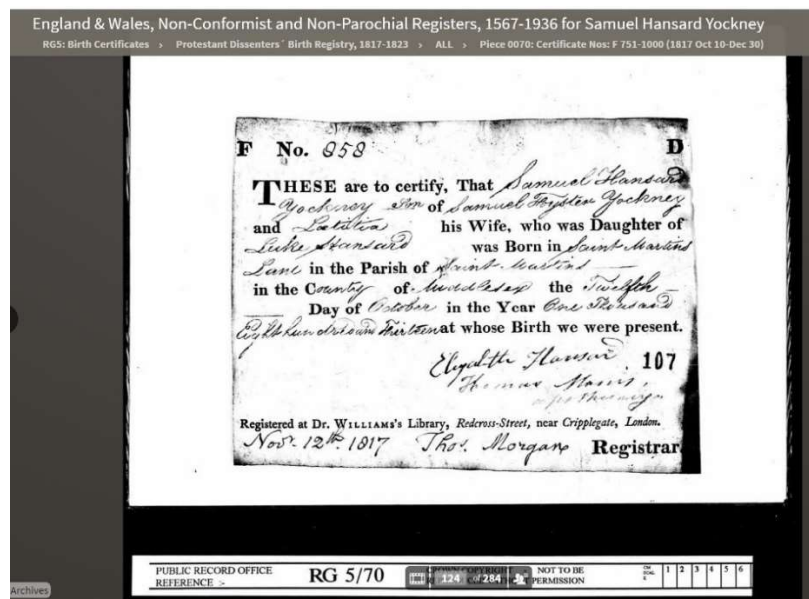 England & Wales, Non-Conformist and Non-Parochial Registers, 1567-1936 for Samuel Hansard Yockney
RG5: Birth Certificates › Protestant Dissenters´ Birth Registry, 1817-1823 › ALL › Piece 0070: Certificate Nos: F 751-1000 (1817 Oct 10-Dec 30)
F No. 858 D
THESE are to certify, That Samuel Hansard
Yockney Son of Samuel Yockney
and Lætitia his Wife, who was Daughter of
Luke Hansard was Born in Saint Martins
Lane in the Parish of Saint Martins
in the County of Middlesex the Twelfth
Day of October in the Year One Thousand
Eight hundred and Thirteen at whose Birth we were present.
Elizabeth Hansard 107
Thomas
Registered at Dr. WILLIAMS's Library, Redcross-Street, near Cripplegate, London.
Novr. 12th. 1817 Thos. Morgan Registrar
PUBLIC RECORD OFFICE
REFERENCE :-
RG 5/70
124 of 284
NOT TO BE
PERMISSION
1 2 3 4 5 6
Archives